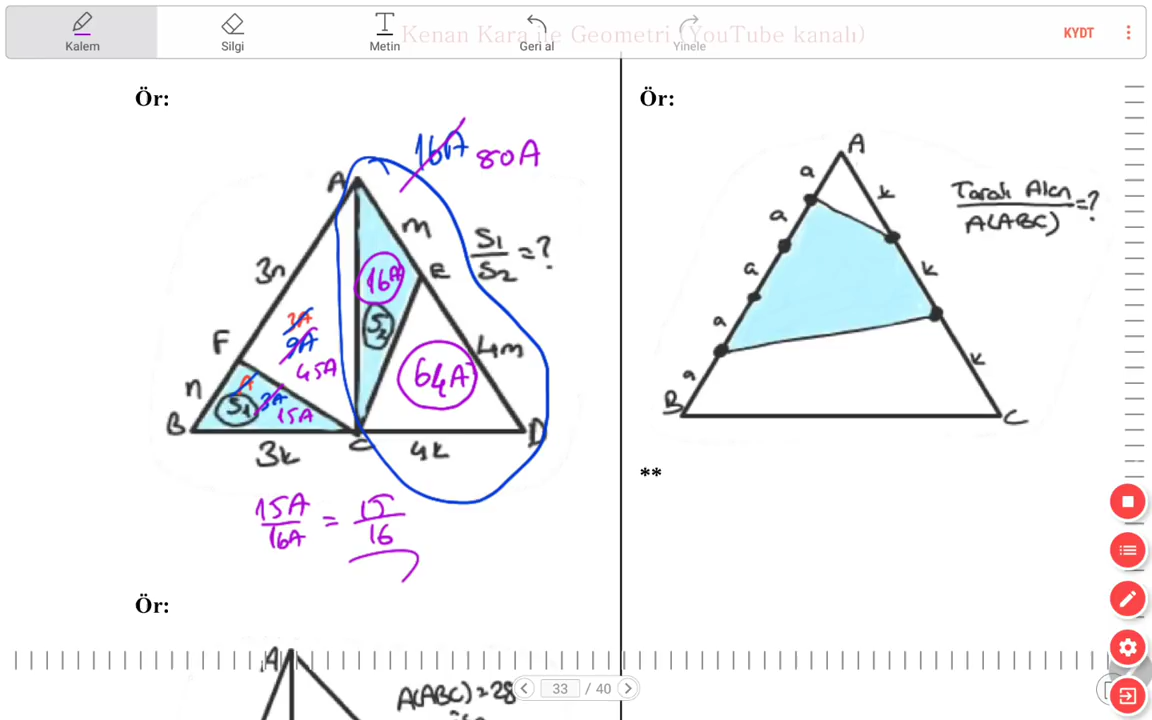 Kalem
Silgi
Metin
Geri al
Yinele
KYDT
Kenan Kara ile Geometri (YouTube kanalı)
Ör:
16A 80A
A
m
S1/S2 = ?
3n
16A
E
S2
3A
9A
45A
F
4m
64A
n
A
S1
3A
15A
B
C
D
3k
4k
15A/16A = 15/16
Ör:
A
A(ABC)=28
Ör:
A
a
k
Taralı Alan/A(ABC) = ?
a
a
k
a
k
a
B
C
**
33 / 40